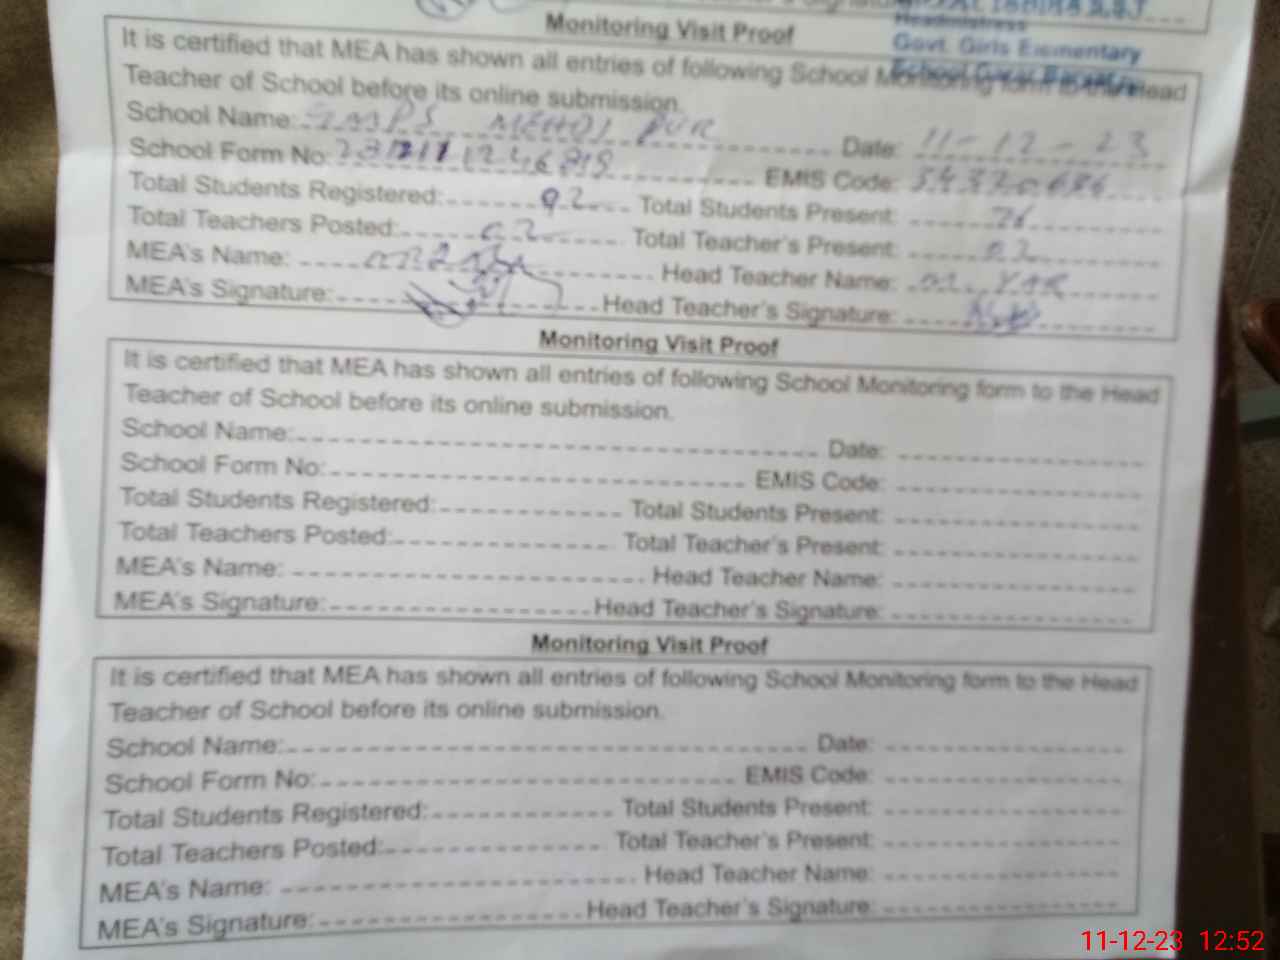 Headmistress
Govt. Girls Elementary
Monitoring Visit Proof
It is certified that MEA has shown all entries of following School Monitoring form to the Head
Teacher of School before its online submission.
School Name: PUR Date: 11-12-23
School Form No: EMIS Code:
Total Students Registered: 92 Total Students Present: 76
Total Teachers Posted: 02 Total Teacher's Present: 02
MEA's Name: Head Teacher Name: YAR
MEA's Signature: Head Teacher's Signature:
Monitoring Visit Proof
It is certified that MEA has shown all entries of following School Monitoring form to the Head
Teacher of School before its online submission.
School Name: Date:
School Form No: EMIS Code:
Total Students Registered: Total Students Present:
Total Teachers Posted: Total Teacher's Present:
MEA's Name: Head Teacher Name:
MEA's Signature: Head Teacher's Signature:
Monitoring Visit Proof
It is certified that MEA has shown all entries of following School Monitoring form to the Head
Teacher of School before its online submission.
School Name: Date:
School Form No: EMIS Code:
Total Students Registered: Total Students Present:
Total Teachers Posted: Total Teacher's Present:
MEA's Name: Head Teacher Name:
MEA's Signature: Head Teacher's Signature:
11-12-23 12:52